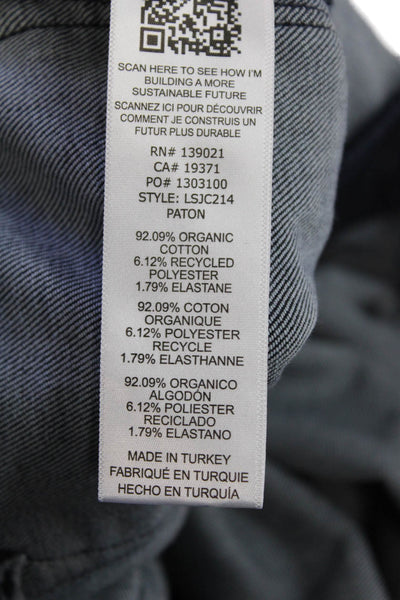 SCAN HERE TO SEE HOW I'M
BUILDING A MORE
SUSTAINABLE FUTURE
SCANNEZ ICI POUR DÉCOUVRIR
COMMENT JE CONSTRUIS UN
FUTUR PLUS DURABLE
RN# 139021
CA# 19371
PO# 1303100
STYLE: LSJC214
PATON
92.09% ORGANIC
COTTON
6.12% RECYCLED
POLYESTER
1.79% ELASTANE
92.09% COTON
ORGANIQUE
6.12% POLYESTER
RECYCLE
1.79% ELASTHANNE
92.09% ORGANICO
ALGODÓN
6.12% POLIESTER
RECICLADO
1.79% ELASTANO
MADE IN TURKEY
FABRIQUÉ EN TURQUIE
HECHO EN TURQUÍA